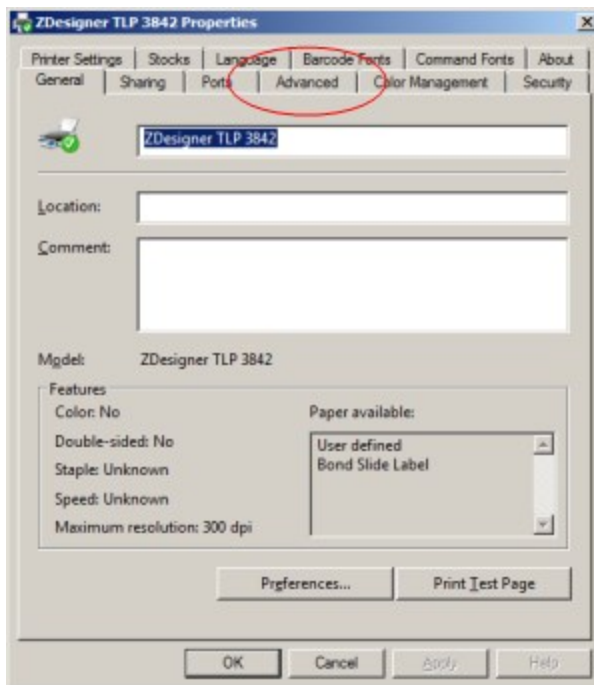 ZDesigner TLP 3842 Properties
Printer Settings Stocks Language Barcode Fonts Command Fonts About
General Sharing Ports Advanced Color Management Security
ZDesigner TLP 3842
Location:
Comment:
Model: ZDesigner TLP 3842
Features
Color: No
Paper available:
Double-sided: No
User defined
Bond Slide Label
Staple: Unknown
Speed: Unknown
Maximum resolution: 300 dpi
Preferences... Print Test Page
OK Cancel Apply Help